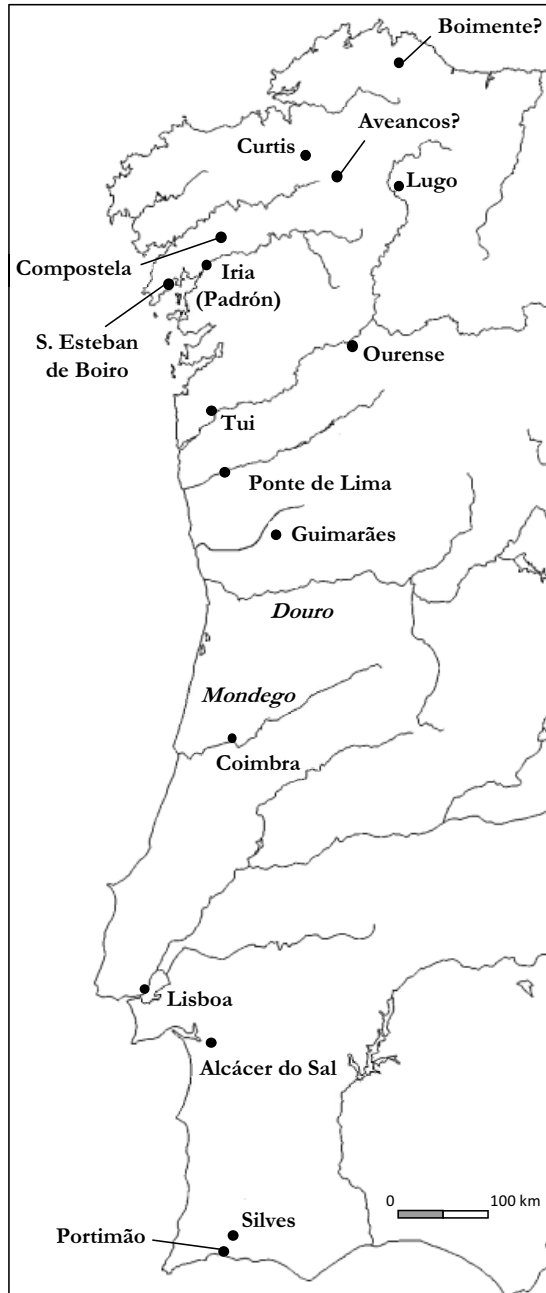 Boimente?
Aveancos?
Curtis
Lugo
Compostela
Iria
(Padrón)
S. Esteban
de Boiro
Ourense
Tui
Ponte de Lima
Guimarães
Douro
Mondego
Coimbra
Lisboa
Alcácer do Sal
0 100 km
Silves
Portimão